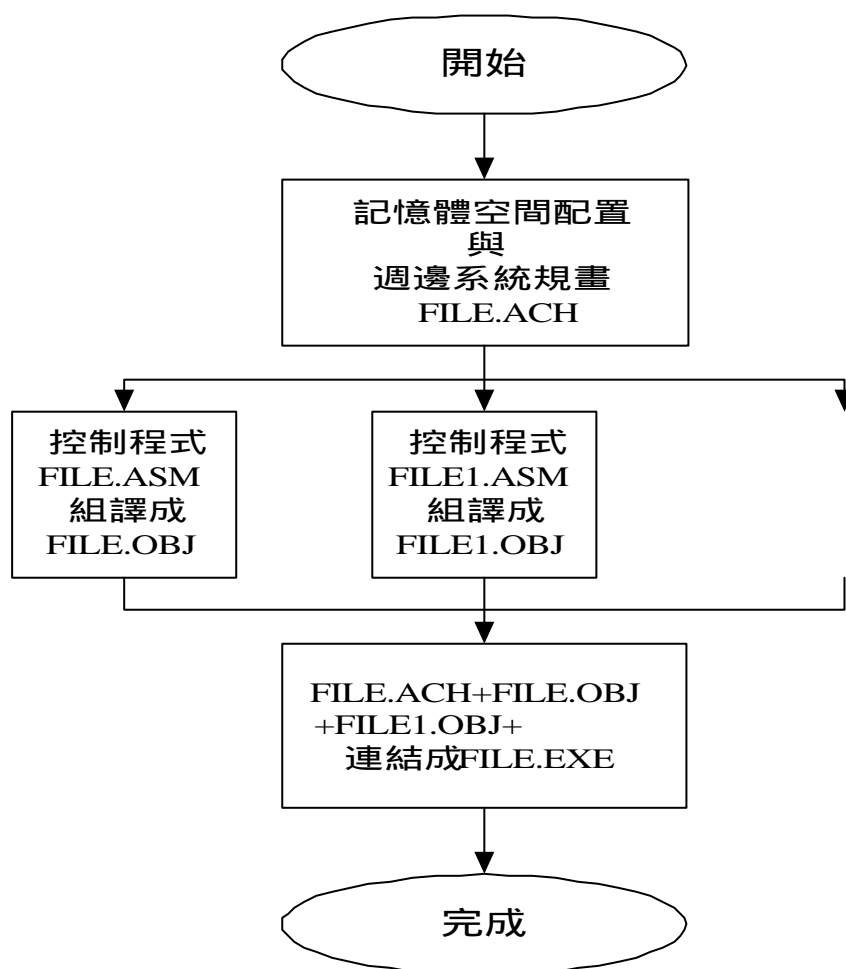 開始
記憶體空間配置
與
週邊系統規畫
FILE.ACH
控制程式
FILE.ASM
組譯成
FILE.OBJ
控制程式
FILE1.ASM
組譯成
FILE1.OBJ
FILE.ACH+FILE.OBJ
+FILE1.OBJ+
連結成FILE.EXE
完成